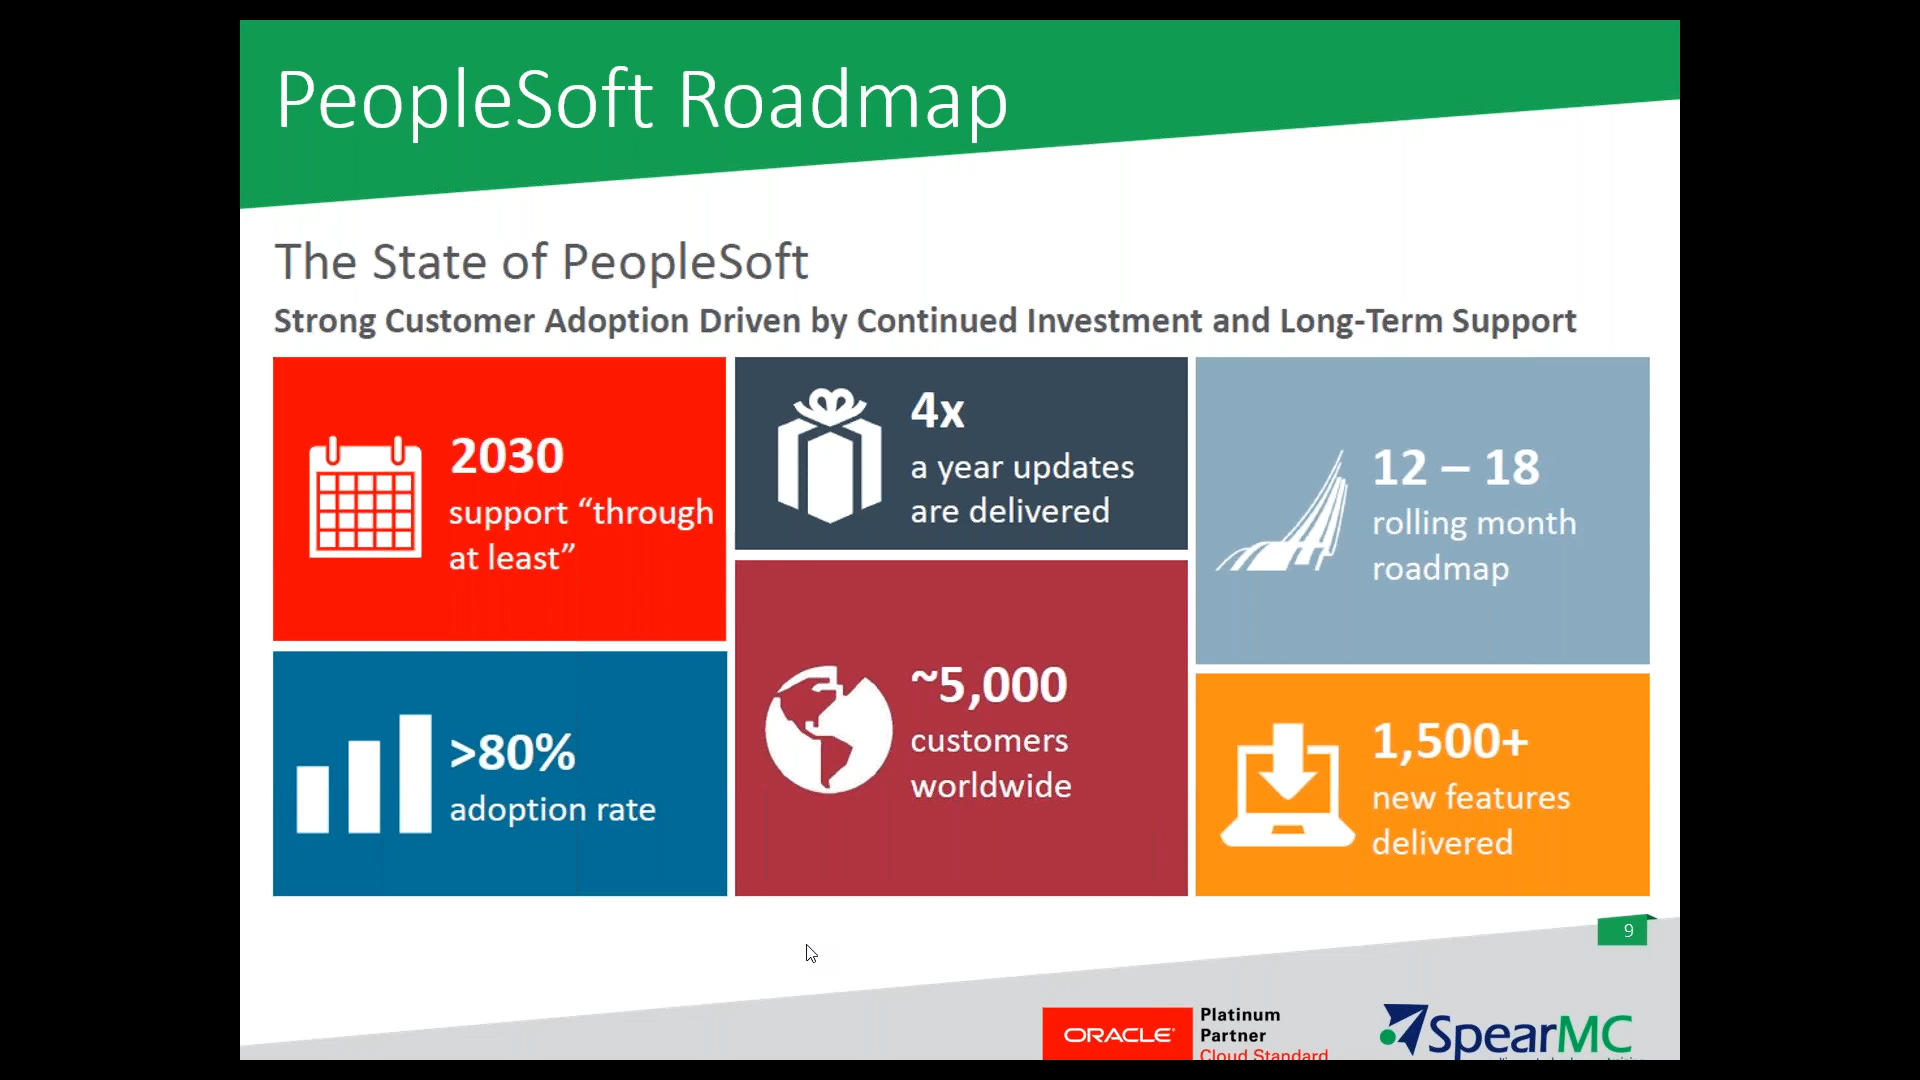 PeopleSoft Roadmap
The State of PeopleSoft
Strong Customer Adoption Driven by Continued Investment and Long-Term Support
2030
support “through
at least”
>80%
adoption rate
4x
a year updates
are delivered
~5,000
customers
worldwide
12 – 18
rolling month
roadmap
1,500+
new features
delivered
9
ORACLE
Platinum
Partner
Cloud Standard
SpearMC